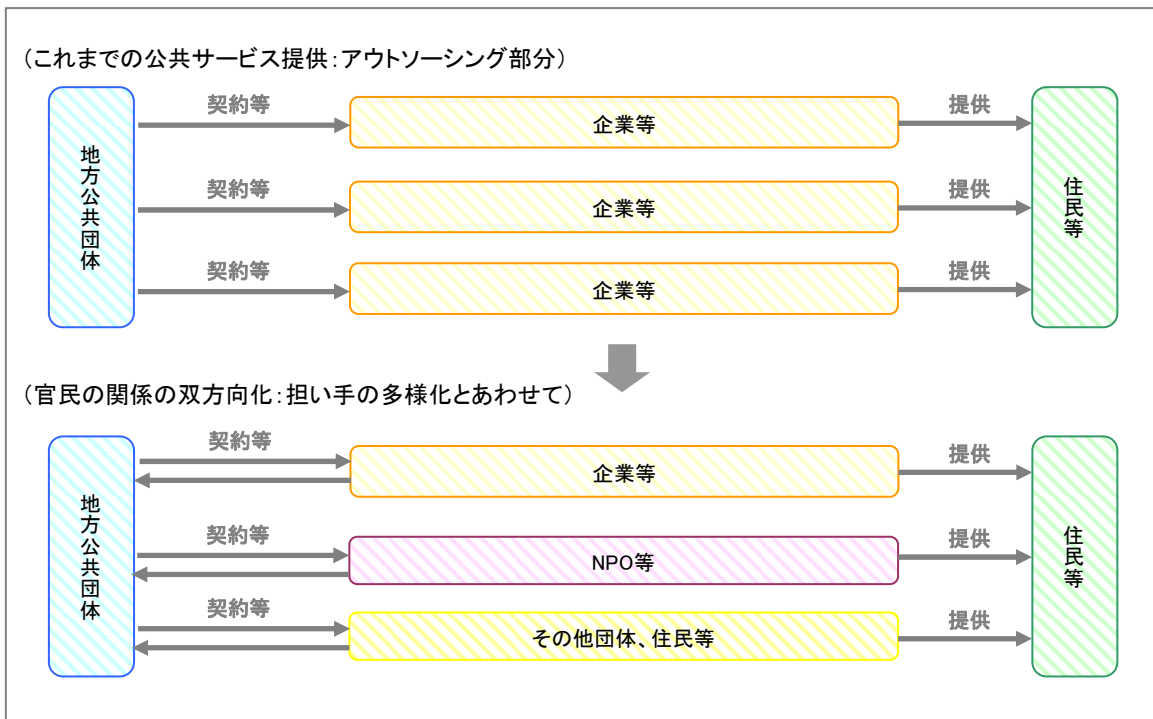 (これまでの公共サービス提供:アウトソーシング部分)
地方公共団体
契約等
企業等
提供
契約等
企業等
提供
契約等
企業等
提供
住民等
(官民の関係の双方向化:担い手の多様化とあわせて)
地方公共団体
契約等
企業等
提供
契約等
NPO等
提供
契約等
その他団体、住民等
提供
住民等